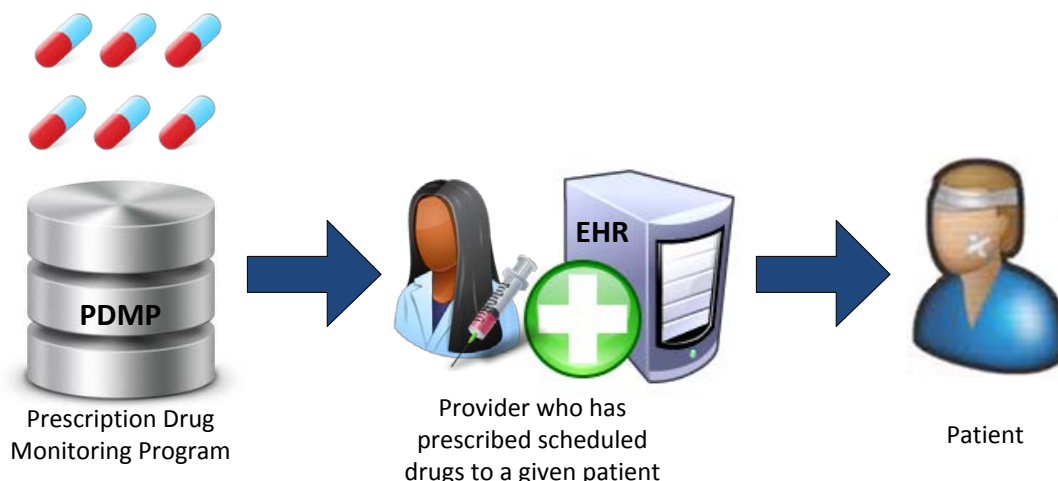 PDMP
EHR
Prescription Drug
Monitoring Program
Provider who has
prescribed scheduled
drugs to a given patient
Patient